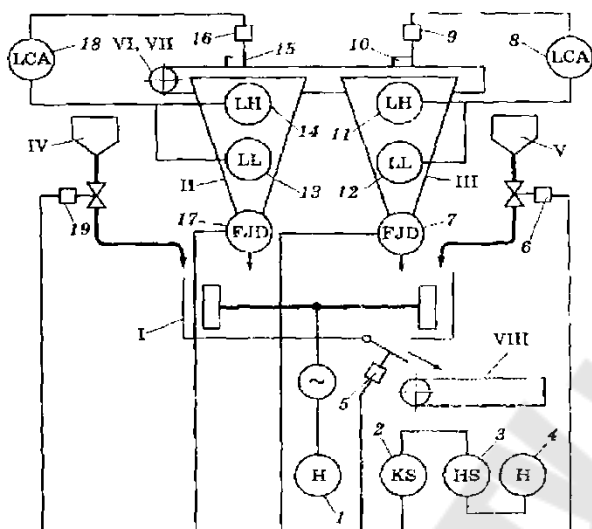 LCA 18 VI, VII 16 15 10 9 8 LCA
LH LH
14 11
IV LL LL V
II 13 12 III
19 17 FJD FJD 7 6
I VIII
~ 5
2 3 4
H KS HS H
1